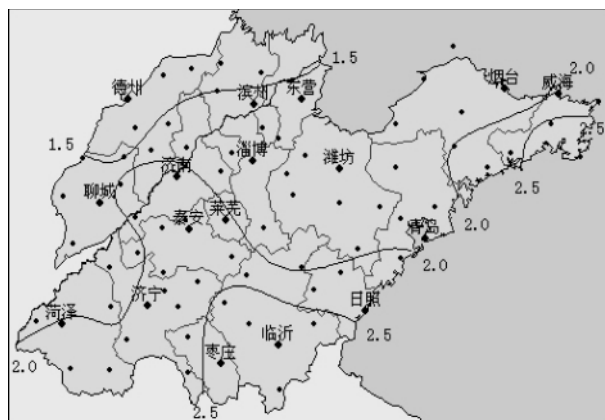 烟台
威海
2.0
1.5
德州
滨州
东营
2.5
1.5
淄博
潍坊
济南
2.5
聊城
莱芜
泰安
青岛
2.0
2.0
济宁
日照
菏泽
临沂
2.5
枣庄
2.0
2.5